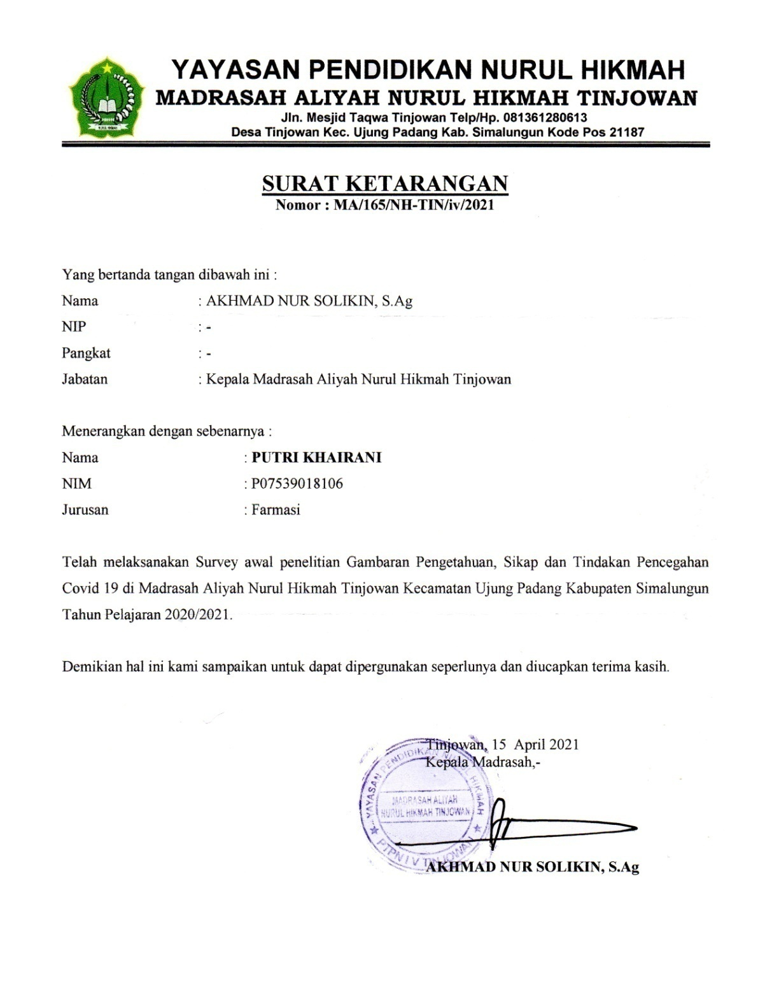 YAYASAN PENDIDIKAN NURUL HIKMAH
MADRASAH ALIYAH NURUL HIKMAH TINJOWAN
Jln. Mesjid Taqwa Tinjowan Telp/Hp. 081361280613
Desa Tinjowan Kec. Ujung Padang Kab. Simalungun Kode Pos 21187
NURUL HIKMAH
SURAT KETARANGAN
Nomor : MA/165/NH-TIN/iv/2021
Yang bertanda tangan dibawah ini :
Nama : AKHMAD NUR SOLIKIN, S.Ag
NIP : -
Pangkat : -
Jabatan : Kepala Madrasah Aliyah Nurul Hikmah Tinjowan
Menerangkan dengan sebenarnya :
Nama : PUTRI KHAIRANI
NIM : P07539018106
Jurusan : Farmasi
Telah melaksanakan Survey awal penelitian Gambaran Pengetahuan, Sikap dan Tindakan Pencegahan
Covid 19 di Madrasah Aliyah Nurul Hikmah Tinjowan Kecamatan Ujung Padang Kabupaten Simalungun
Tahun Pelajaran 2020/2021.
Demikian hal ini kami sampaikan untuk dapat dipergunakan seperlunya dan diucapkan terima kasih.
Tinjowan, 15 April 2021
Kepala Madrasah,-
YAYASAN PENDIDIKAN NURUL HIKMAH
MADRASAH ALIYAH
NURUL HIKMAH TINJOWAN
PTPN IV TINJOWAN
AKHMAD NUR SOLIKIN, S.Ag